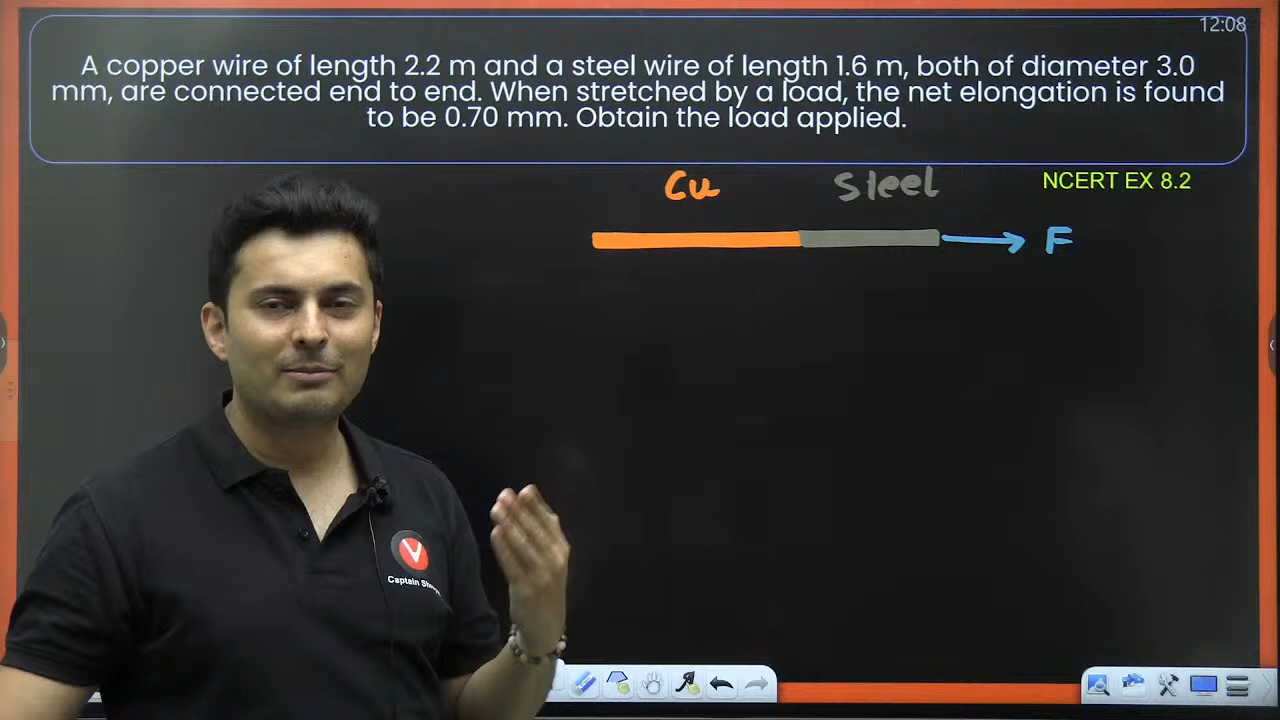 12:08
A copper wire of length 2.2 m and a steel wire of length 1.6 m, both of diameter 3.0
mm, are connected end to end. When stretched by a load, the net elongation is found
to be 0.70 mm. Obtain the load applied.
Cu Steel NCERT EX 8.2
F
V
Captain